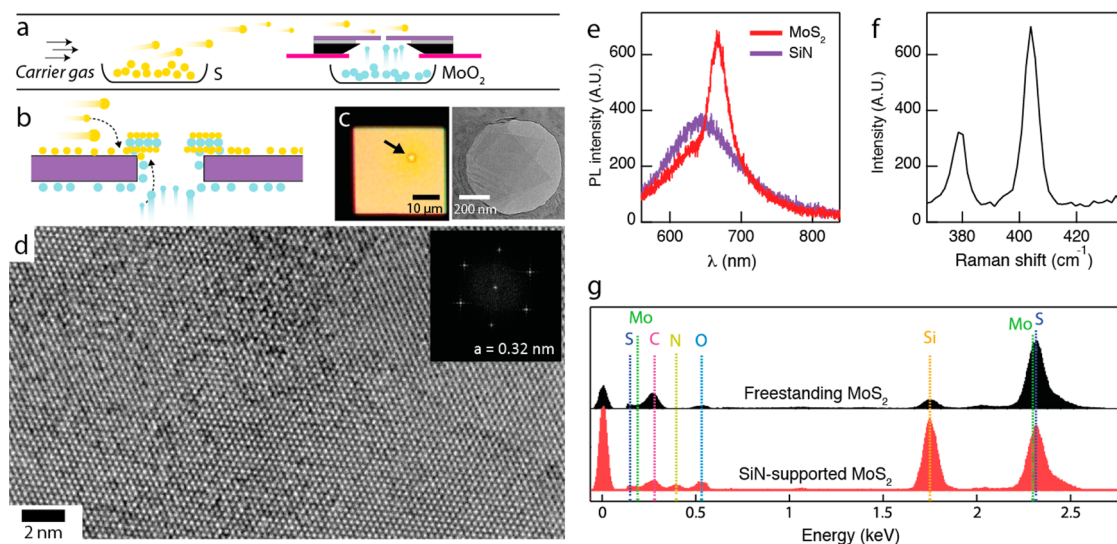 a
Carrier gas
S
MoO2
b
c
10 μm
200 nm
d
a = 0.32 nm
2 nm
e
MoS2
SiN
PL intensity (A.U.)
600
400
200
0
600 700 800
λ (nm)
f
Intensity (A.U.)
600
400
200
0
380 400 420
Raman shift (cm-1)
g
S Mo C N O Si Mo S
Freestanding MoS2
SiN-supported MoS2
0 0.5 1 1.5 2 2.5
Energy (keV)